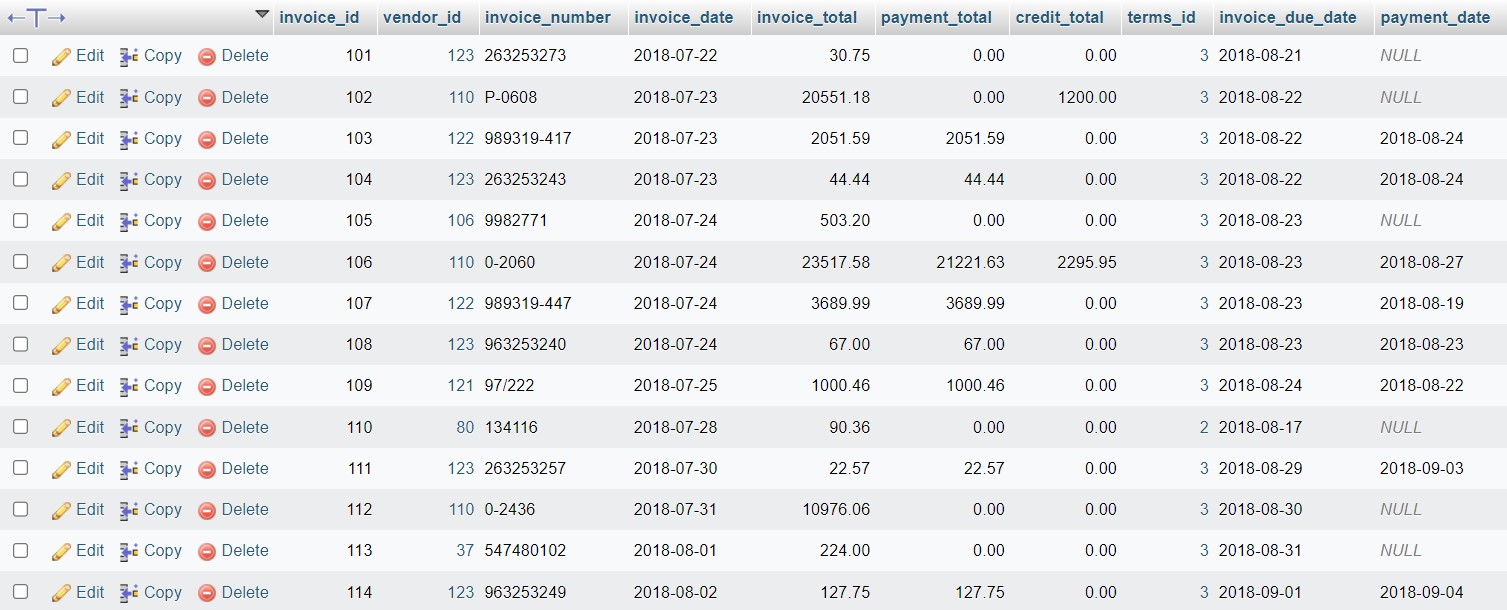 invoice_id vendor_id invoice_number invoice_date invoice_total payment_total credit_total terms_id invoice_due_date payment_date
Edit Copy Delete 101 123 263253273 2018-07-22 30.75 0.00 0.00 3 2018-08-21 NULL
Edit Copy Delete 102 110 P-0608 2018-07-23 20551.18 0.00 1200.00 3 2018-08-22 NULL
Edit Copy Delete 103 122 989319-417 2018-07-23 2051.59 2051.59 0.00 3 2018-08-22 2018-08-24
Edit Copy Delete 104 123 263253243 2018-07-23 44.44 44.44 0.00 3 2018-08-22 2018-08-24
Edit Copy Delete 105 106 9982771 2018-07-24 503.20 0.00 0.00 3 2018-08-23 NULL
Edit Copy Delete 106 110 0-2060 2018-07-24 23517.58 21221.63 2295.95 3 2018-08-23 2018-08-27
Edit Copy Delete 107 122 989319-447 2018-07-24 3689.99 3689.99 0.00 3 2018-08-23 2018-08-19
Edit Copy Delete 108 123 963253240 2018-07-24 67.00 67.00 0.00 3 2018-08-23 2018-08-23
Edit Copy Delete 109 121 97/222 2018-07-25 1000.46 1000.46 0.00 3 2018-08-24 2018-08-22
Edit Copy Delete 110 80 134116 2018-07-28 90.36 0.00 0.00 2 2018-08-17 NULL
Edit Copy Delete 111 123 263253257 2018-07-30 22.57 22.57 0.00 3 2018-08-29 2018-09-03
Edit Copy Delete 112 110 0-2436 2018-07-31 10976.06 0.00 0.00 3 2018-08-30 NULL
Edit Copy Delete 113 37 547480102 2018-08-01 224.00 0.00 0.00 3 2018-08-31 NULL
Edit Copy Delete 114 123 963253249 2018-08-02 127.75 127.75 0.00 3 2018-09-01 2018-09-04